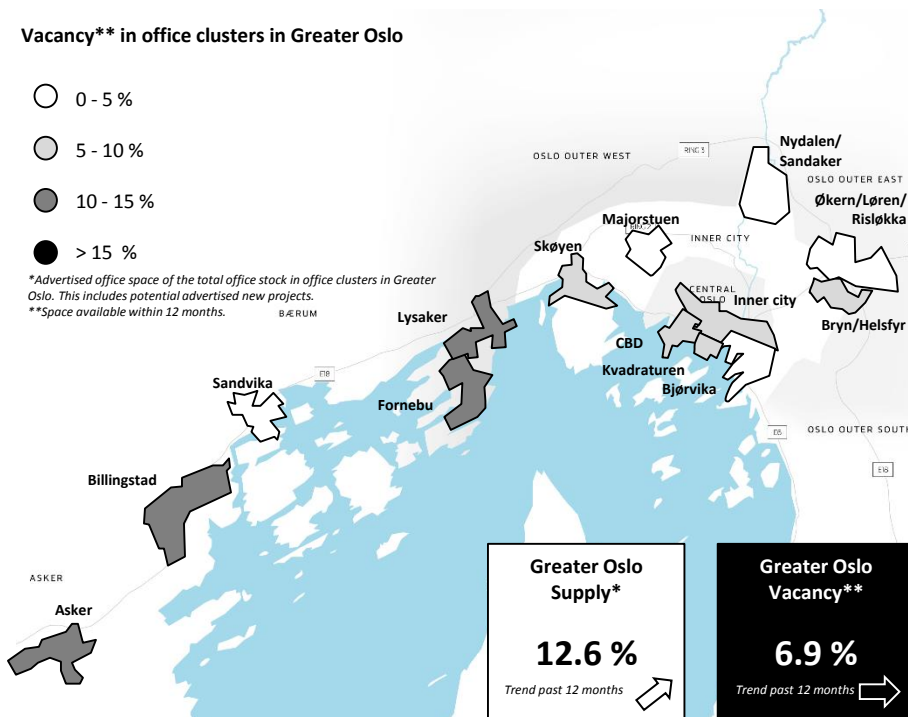 Vacancy** in office clusters in Greater Oslo
0 - 5 %
5 - 10 %
10 - 15 %
> 15 %
*Advertised office space of the total office stock in office clusters in Greater
Oslo. This includes potential advertised new projects.
**Space available within 12 months.
BÆRUM
OSLO OUTER WEST
RING 3
Nydalen/
Sandaker
OSLO OUTER EAST
Økern/Løren/
Risløkka
Majorstuen
INNER CITY
Skøyen
CENTRAL
OSLO
Inner city
Lysaker
Bryn/Helsfyr
CBD
Kvadraturen
Bjørvika
E18
Sandvika
Fornebu
OSLO OUTER SOUTH
Billingstad
ASKER
Asker
Greater Oslo
Supply*
12.6 %
Trend past 12 months
Greater Oslo
Vacancy**
6.9 %
Trend past 12 months